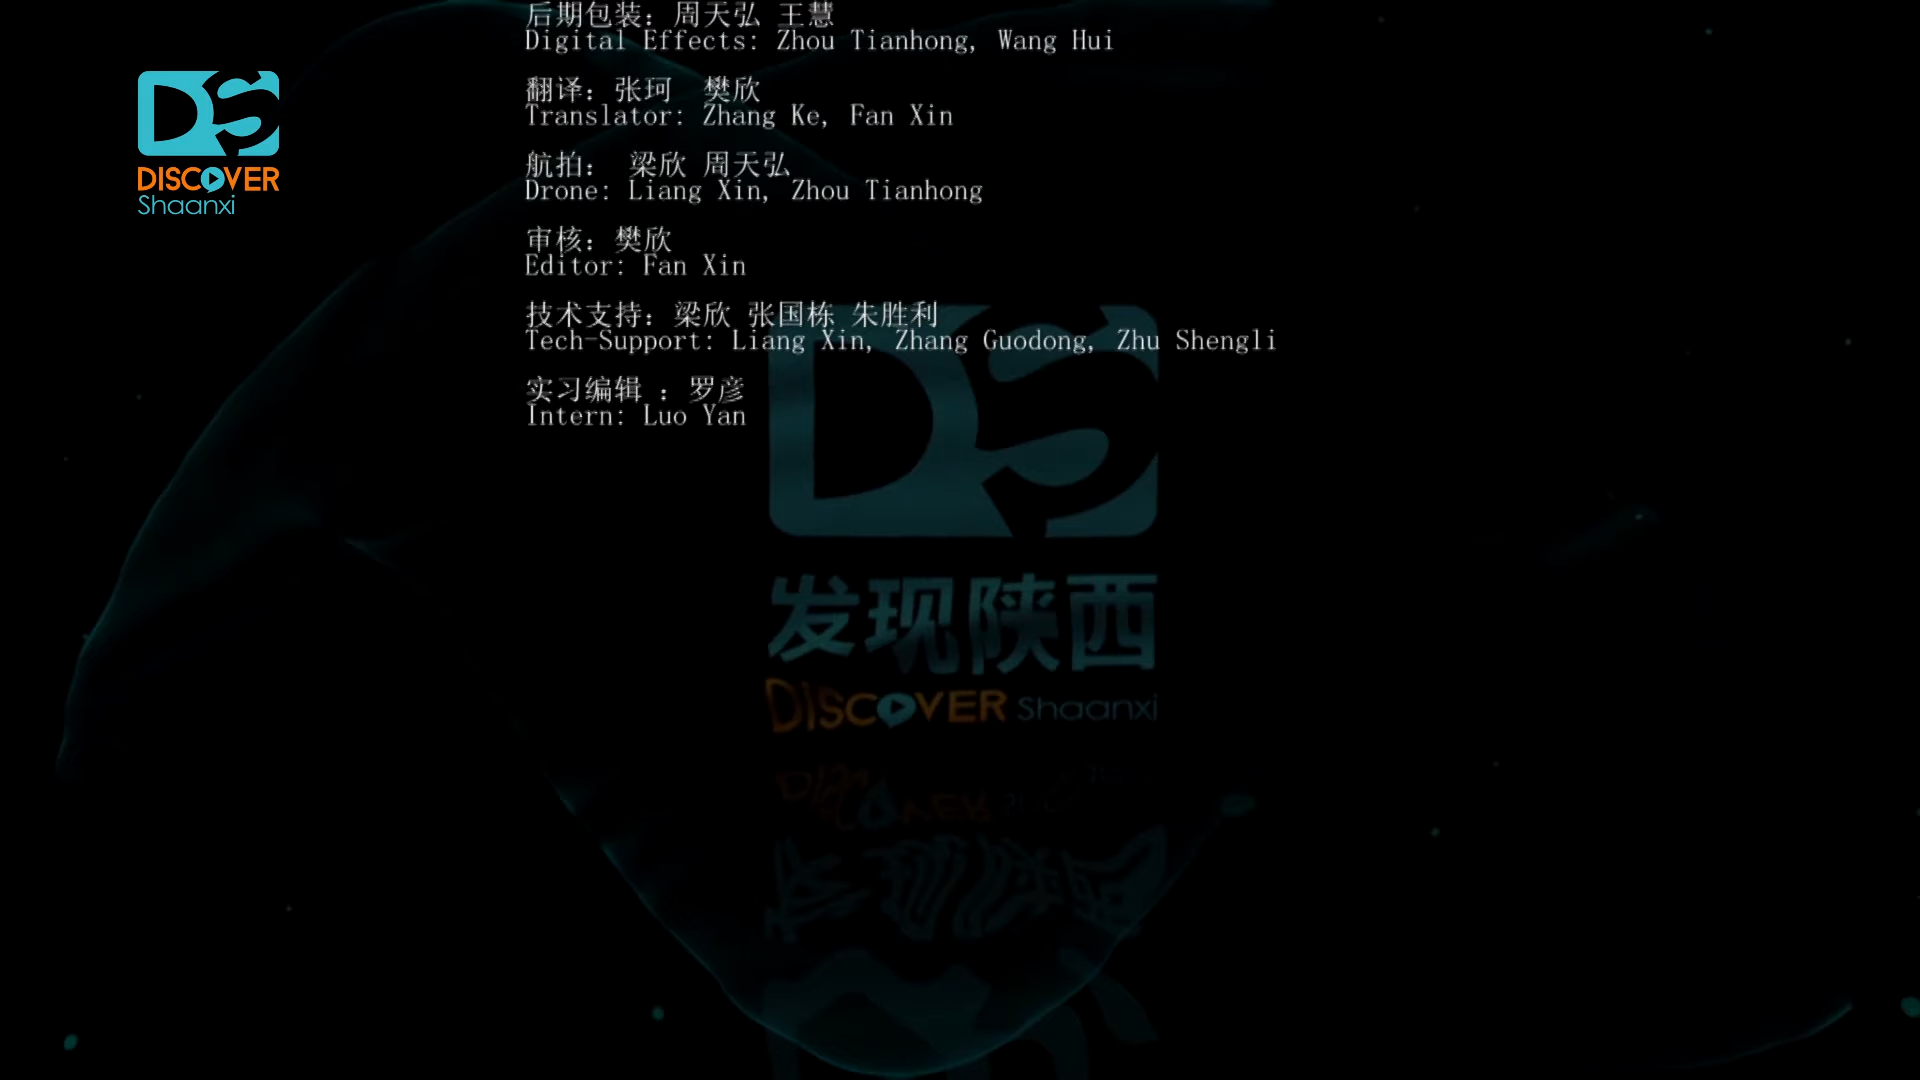 后期包装：周天弘 王慧
Digital Effects: Zhou Tianhong, Wang Hui
翻译：张珂 樊欣
Translator: Zhang Ke, Fan Xin
航拍： 梁欣 周天弘
Drone: Liang Xin, Zhou Tianhong
审核：樊欣
Editor: Fan Xin
技术支持：梁欣 张国栋 朱胜利
Tech-Support: Liang Xin, Zhang Guodong, Zhu Shengli
实习编辑 ：罗彦
Intern: Luo Yan
DS
DISCOVER
Shaanxi
DS
发现陕西
DISCOVER Shaanxi